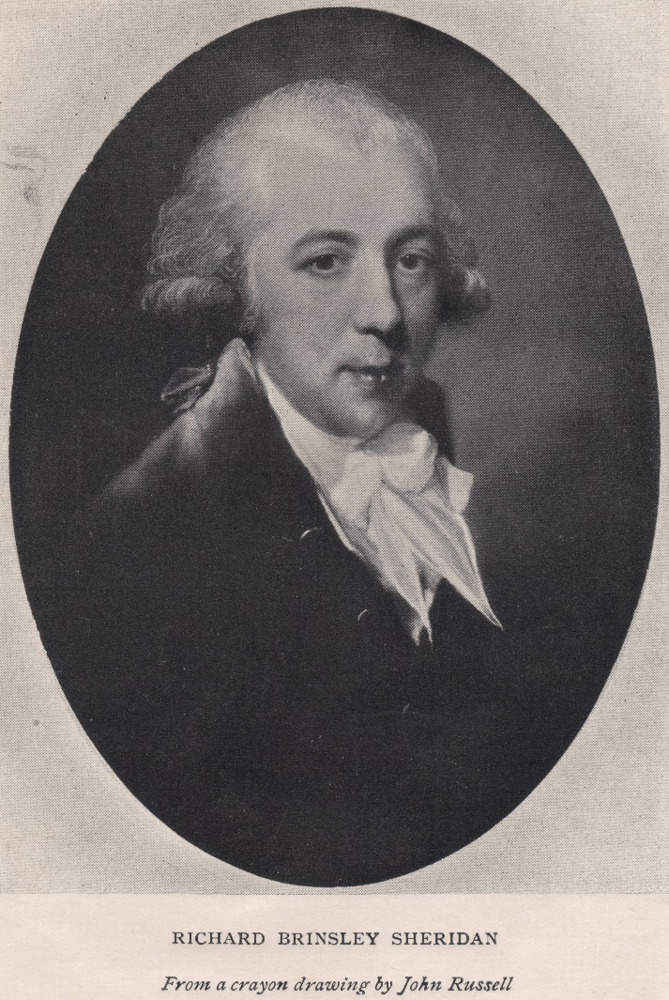 RICHARD BRINSLEY SHERIDAN
From a crayon drawing by John Russell